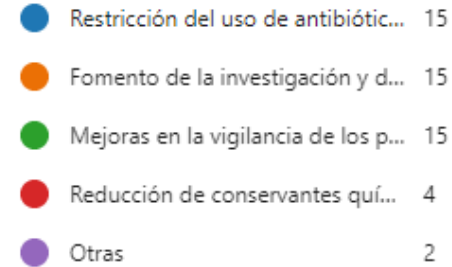 Restricción del uso de antibiótic... 15
Fomento de la investigación y d... 15
Mejoras en la vigilancia de los p... 15
Reducción de conservantes quí... 4
Otras 2